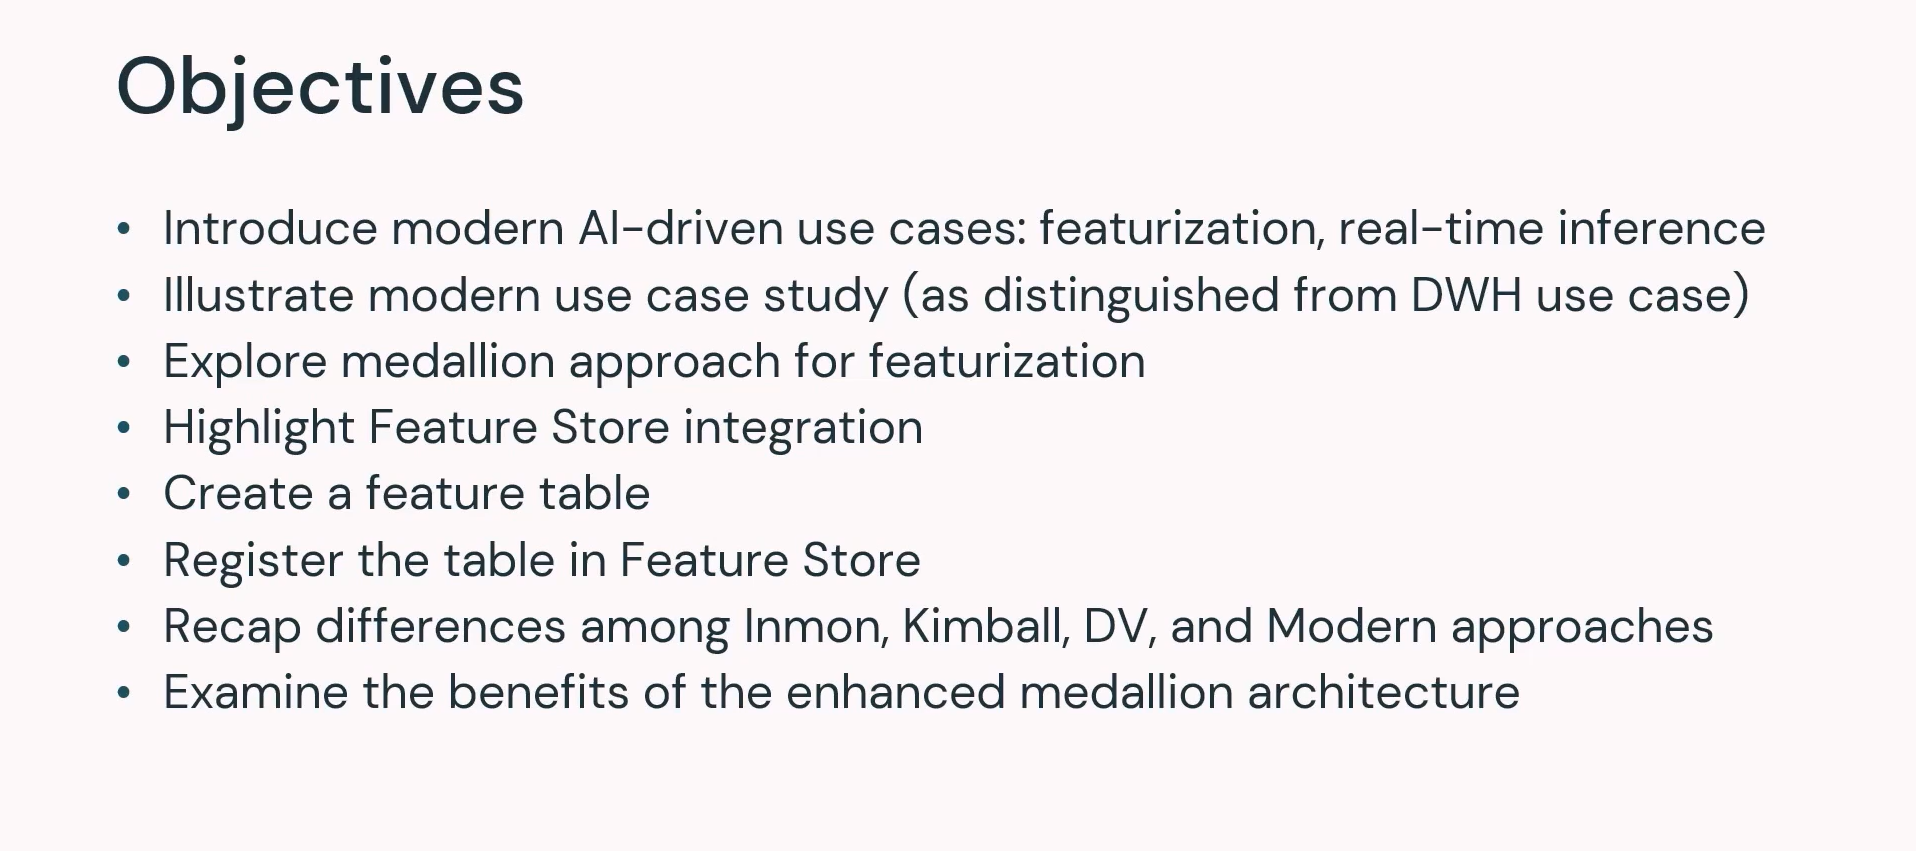 Objectives
• Introduce modern AI-driven use cases: featurization, real-time inference
• Illustrate modern use case study (as distinguished from DWH use case)
• Explore medallion approach for featurization
• Highlight Feature Store integration
• Create a feature table
• Register the table in Feature Store
• Recap differences among Inmon, Kimball, DV, and Modern approaches
• Examine the benefits of the enhanced medallion architecture